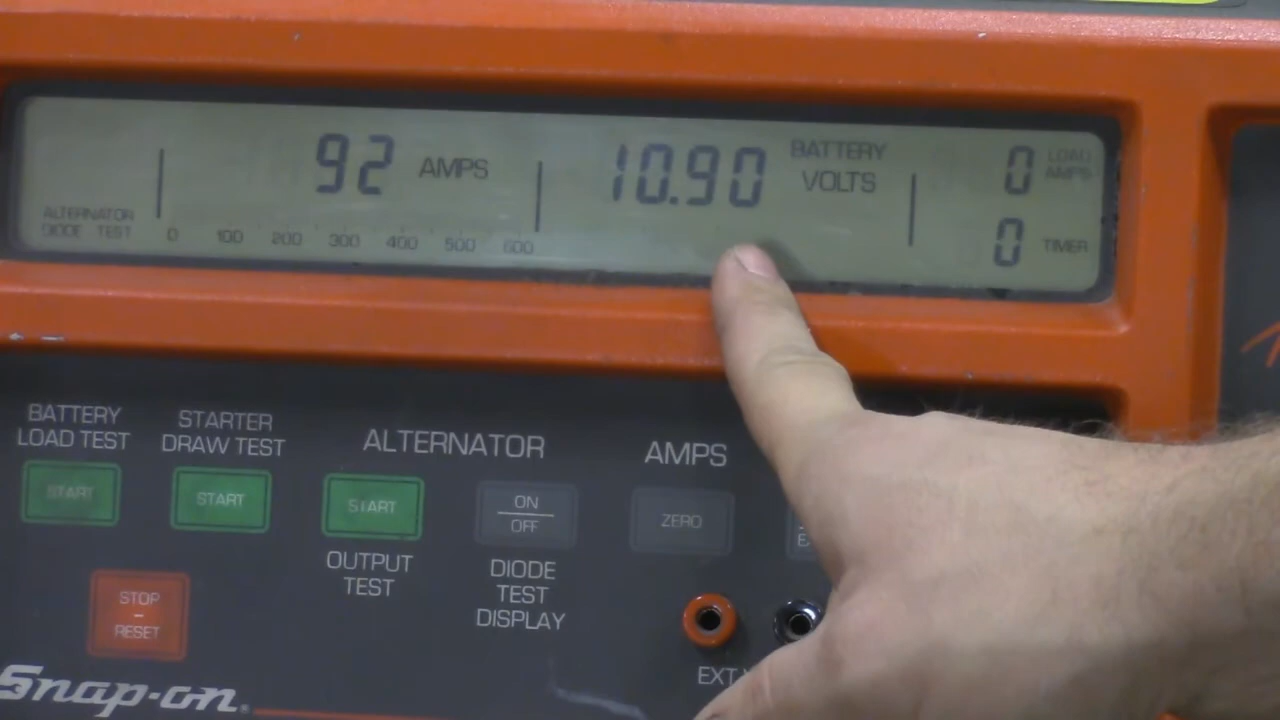 92 AMPS
10.90 BATTERY VOLTS
0 LOAD AMPS
0 TIMER
ALTERNATOR
DIODE TEST
0 100 200 300 400 500 600
BATTERY
LOAD TEST
START
STARTER
DRAW TEST
START
ALTERNATOR
START
OUTPUT
TEST
ON
OFF
DIODE
TEST
DISPLAY
AMPS
ZERO
STOP
-
RESET
EXT
Snap-on